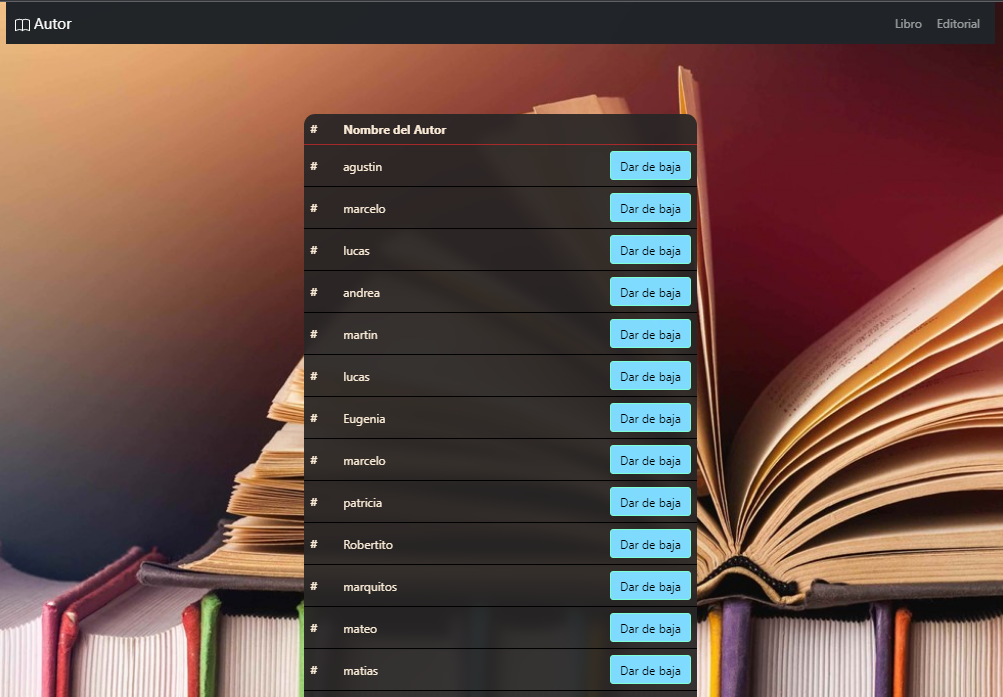 Autor Libro Editorial
# Nombre del Autor
# agustin Dar de baja
# marcelo Dar de baja
# lucas Dar de baja
# andrea Dar de baja
# martin Dar de baja
# lucas Dar de baja
# Eugenia Dar de baja
# marcelo Dar de baja
# patricia Dar de baja
# Robertito Dar de baja
# marquitos Dar de baja
# mateo Dar de baja
# matias Dar de baja